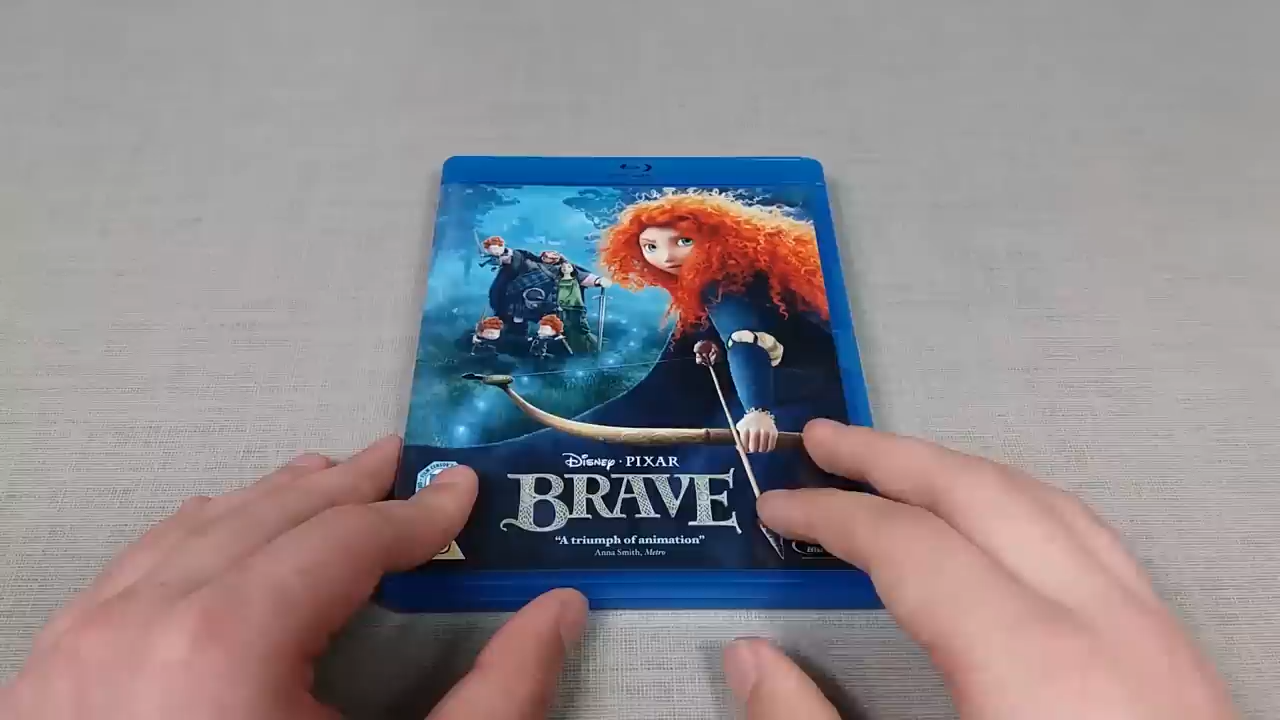 DISNEY · PIXAR
BRAVE
“A triumph of animation”
Anna Smith, Metro